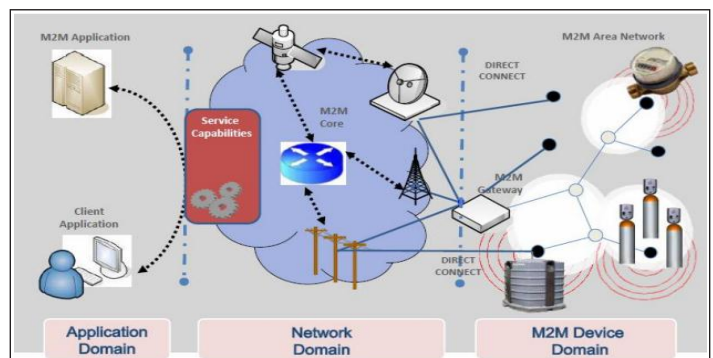 M2M Application
DIRECT
CONNECT
M2M Area Network
Service
Capabilities
M2M
Core
M2M
Gateway
Client
Application
DIRECT
CONNECT
Application
Domain
Network
Domain
M2M Device
Domain